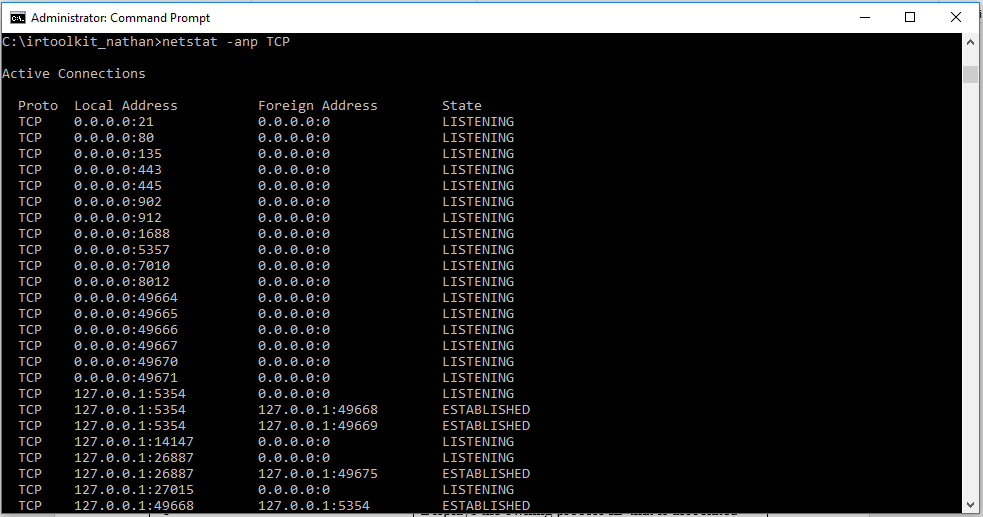 Administrator: Command Prompt
C:\irtoolkit_nathan>netstat -anp TCP
Active Connections
Proto Local Address Foreign Address State
TCP 0.0.0.0:21 0.0.0.0:0 LISTENING
TCP 0.0.0.0:80 0.0.0.0:0 LISTENING
TCP 0.0.0.0:135 0.0.0.0:0 LISTENING
TCP 0.0.0.0:443 0.0.0.0:0 LISTENING
TCP 0.0.0.0:445 0.0.0.0:0 LISTENING
TCP 0.0.0.0:902 0.0.0.0:0 LISTENING
TCP 0.0.0.0:912 0.0.0.0:0 LISTENING
TCP 0.0.0.0:1688 0.0.0.0:0 LISTENING
TCP 0.0.0.0:5357 0.0.0.0:0 LISTENING
TCP 0.0.0.0:7010 0.0.0.0:0 LISTENING
TCP 0.0.0.0:8012 0.0.0.0:0 LISTENING
TCP 0.0.0.0:49664 0.0.0.0:0 LISTENING
TCP 0.0.0.0:49665 0.0.0.0:0 LISTENING
TCP 0.0.0.0:49666 0.0.0.0:0 LISTENING
TCP 0.0.0.0:49667 0.0.0.0:0 LISTENING
TCP 0.0.0.0:49670 0.0.0.0:0 LISTENING
TCP 0.0.0.0:49671 0.0.0.0:0 LISTENING
TCP 127.0.0.1:5354 0.0.0.0:0 LISTENING
TCP 127.0.0.1:5354 127.0.0.1:49668 ESTABLISHED
TCP 127.0.0.1:5354 127.0.0.1:49669 ESTABLISHED
TCP 127.0.0.1:14147 0.0.0.0:0 LISTENING
TCP 127.0.0.1:26887 0.0.0.0:0 LISTENING
TCP 127.0.0.1:26887 127.0.0.1:49675 ESTABLISHED
TCP 127.0.0.1:27015 0.0.0.0:0 LISTENING
TCP 127.0.0.1:49668 127.0.0.1:5354 ESTABLISHED